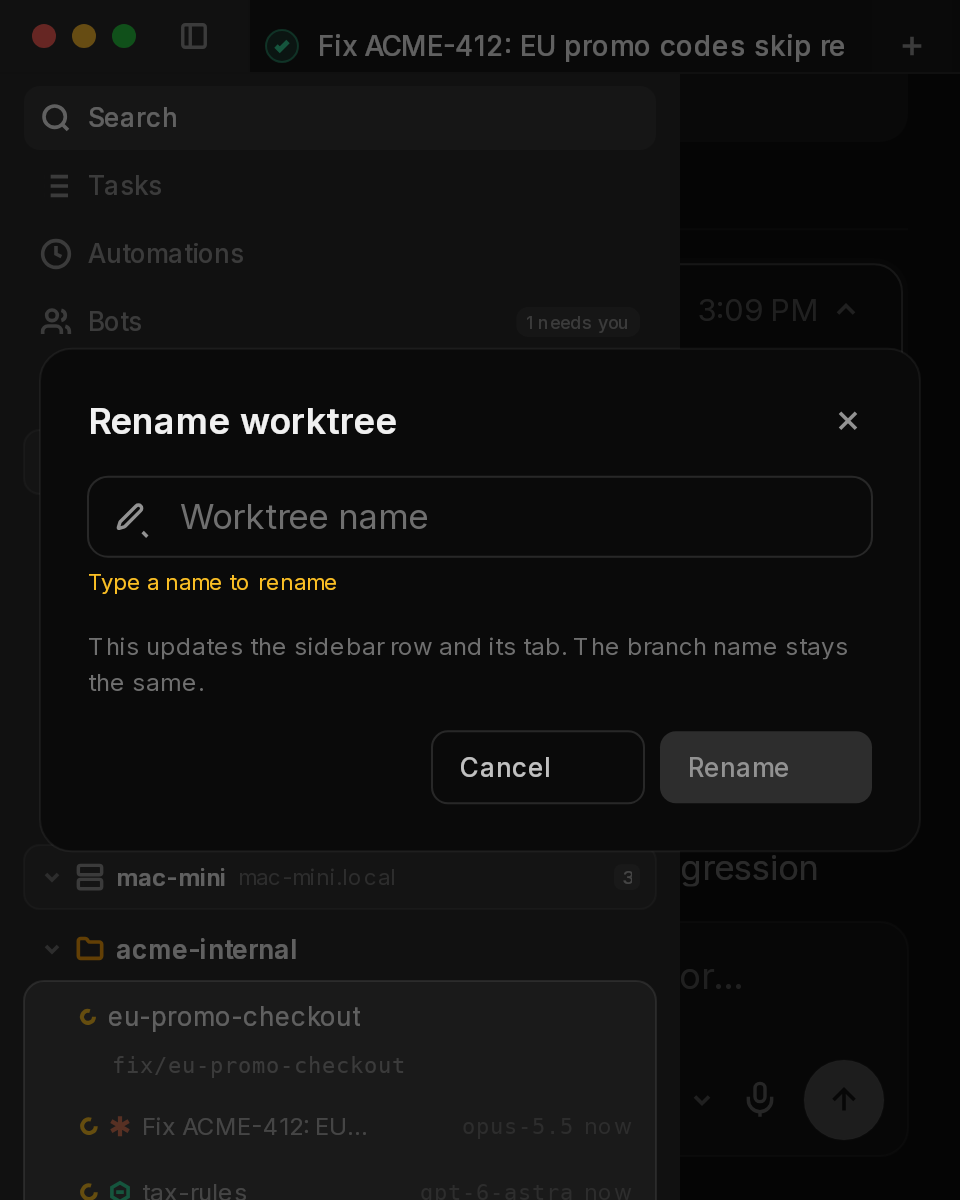 Fix ACME-412: EU promo codes skip re
Search
Tasks
Automations
Bots
1 needs you
3:09 PM
Rename worktree
Worktree name
Type a name to rename
This updates the sidebar row and its tab. The branch name stays
the same.
Cancel
Rename
gression
mac-mini mac-mini.local 3
acme-internal
or...
eu-promo-checkout
fix/eu-promo-checkout
Fix ACME-412: EU... opus-5.5 now
tax-rules gpt-6-astra now